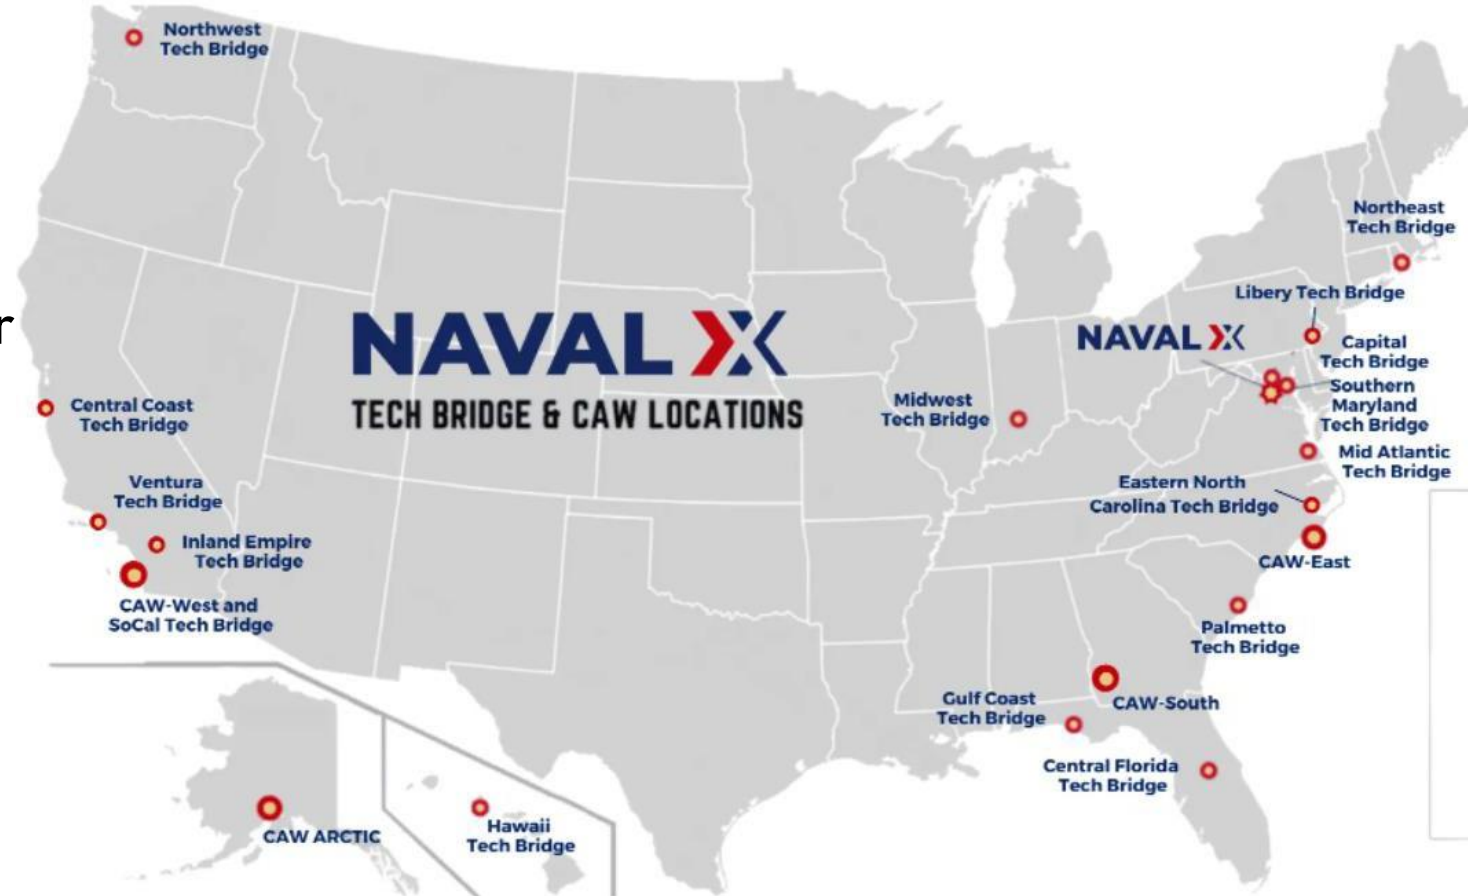 Northwest
Tech Bridge
Northeast
Tech Bridge
Libery Tech Bridge
r
NAVAL X
NAVAL X
Capital
Tech Bridge
Southern
Maryland
Tech Bridge
TECH BRIDGE & CAW LOCATIONS
Midwest
Tech Bridge
Central Coast
Tech Bridge
Mid Atlantic
Tech Bridge
Ventura
Tech Bridge
Eastern North
Carolina Tech Bridge
Inland Empire
Tech Bridge
CAW-East
CAW-West and
SoCal Tech Bridge
Palmetto
Tech Bridge
Gulf Coast
Tech Bridge
CAW-South
Central Florida
Tech Bridge
CAW ARCTIC
Hawaii
Tech Bridge